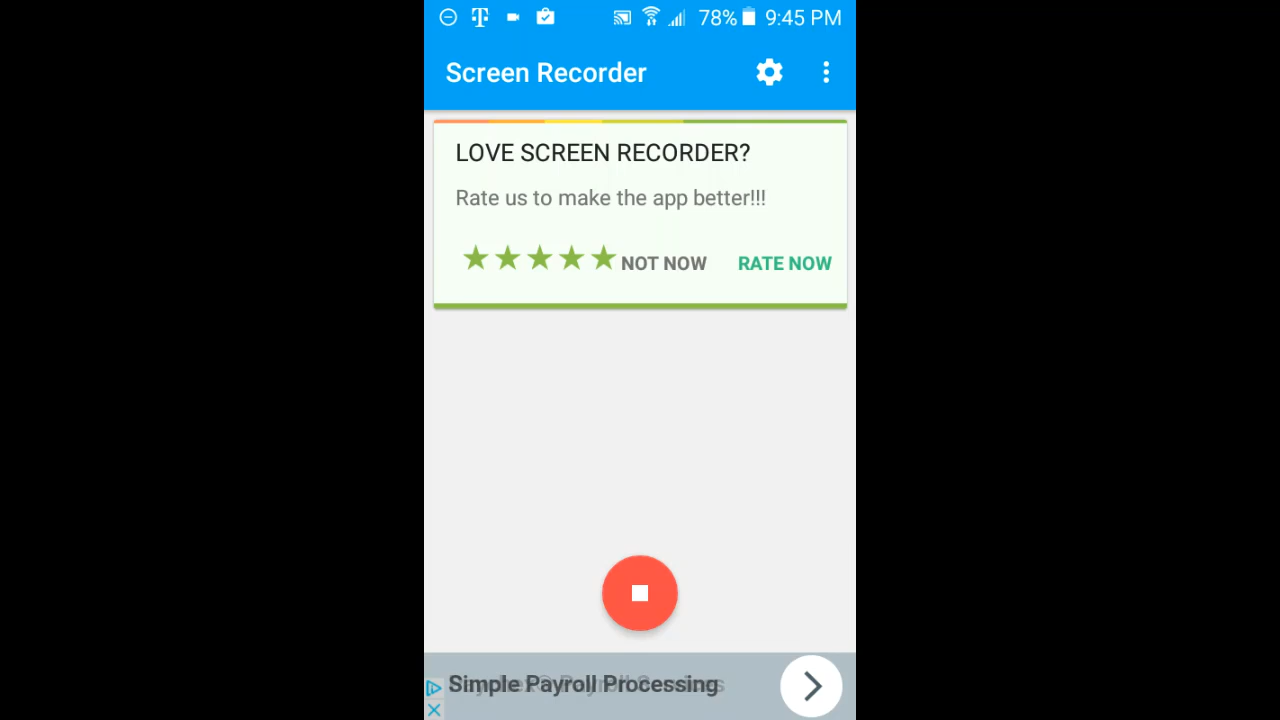 78% 9:45 PM
Screen Recorder
LOVE SCREEN RECORDER?
Rate us to make the app better!!!
NOT NOW RATE NOW
Simple Payroll Processing